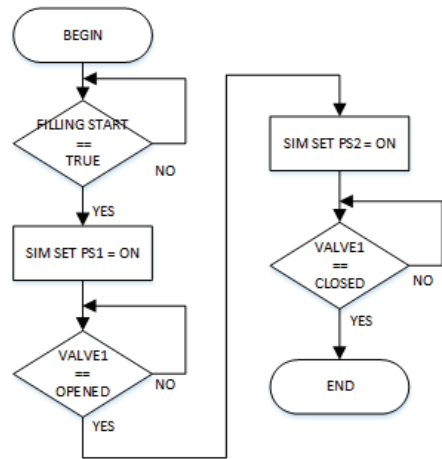 BEGIN
FILLING START
==
TRUE
NO
YES
SIM SET PS1 = ON
VALVE1
==
OPENED
NO
YES
SIM SET PS2 = ON
VALVE1
==
CLOSED
NO
YES
END